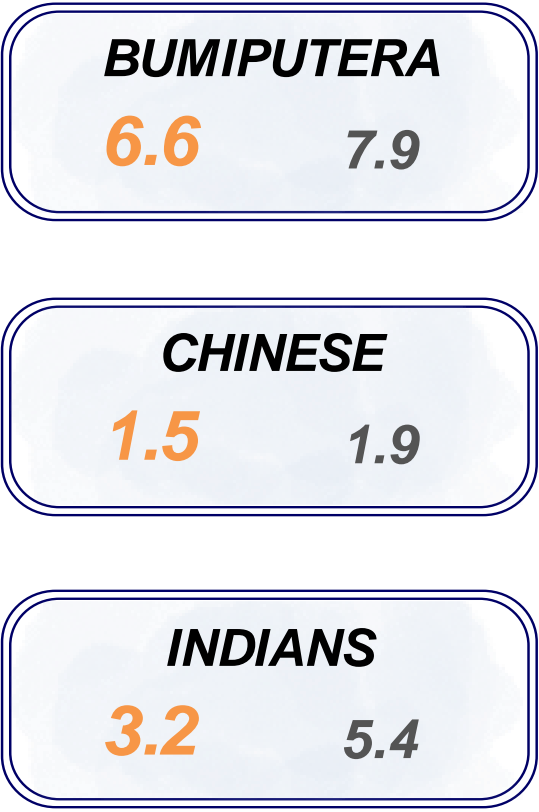 BUMIPUTERA
6.6 7.9
CHINESE
1.5 1.9
INDIANS
3.2 5.4